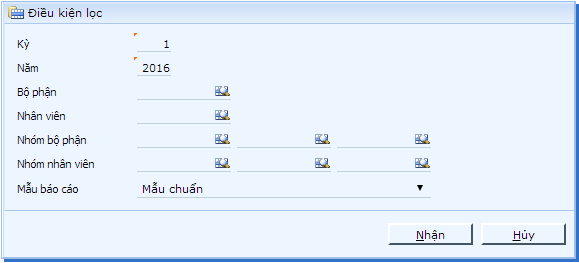 Điều kiện lọc
Kỳ 1
Năm 2016
Bộ phận
Nhân viên
Nhóm bộ phận
Nhóm nhân viên
Mẫu báo cáo Mẫu chuẩn
Nhận Hủy